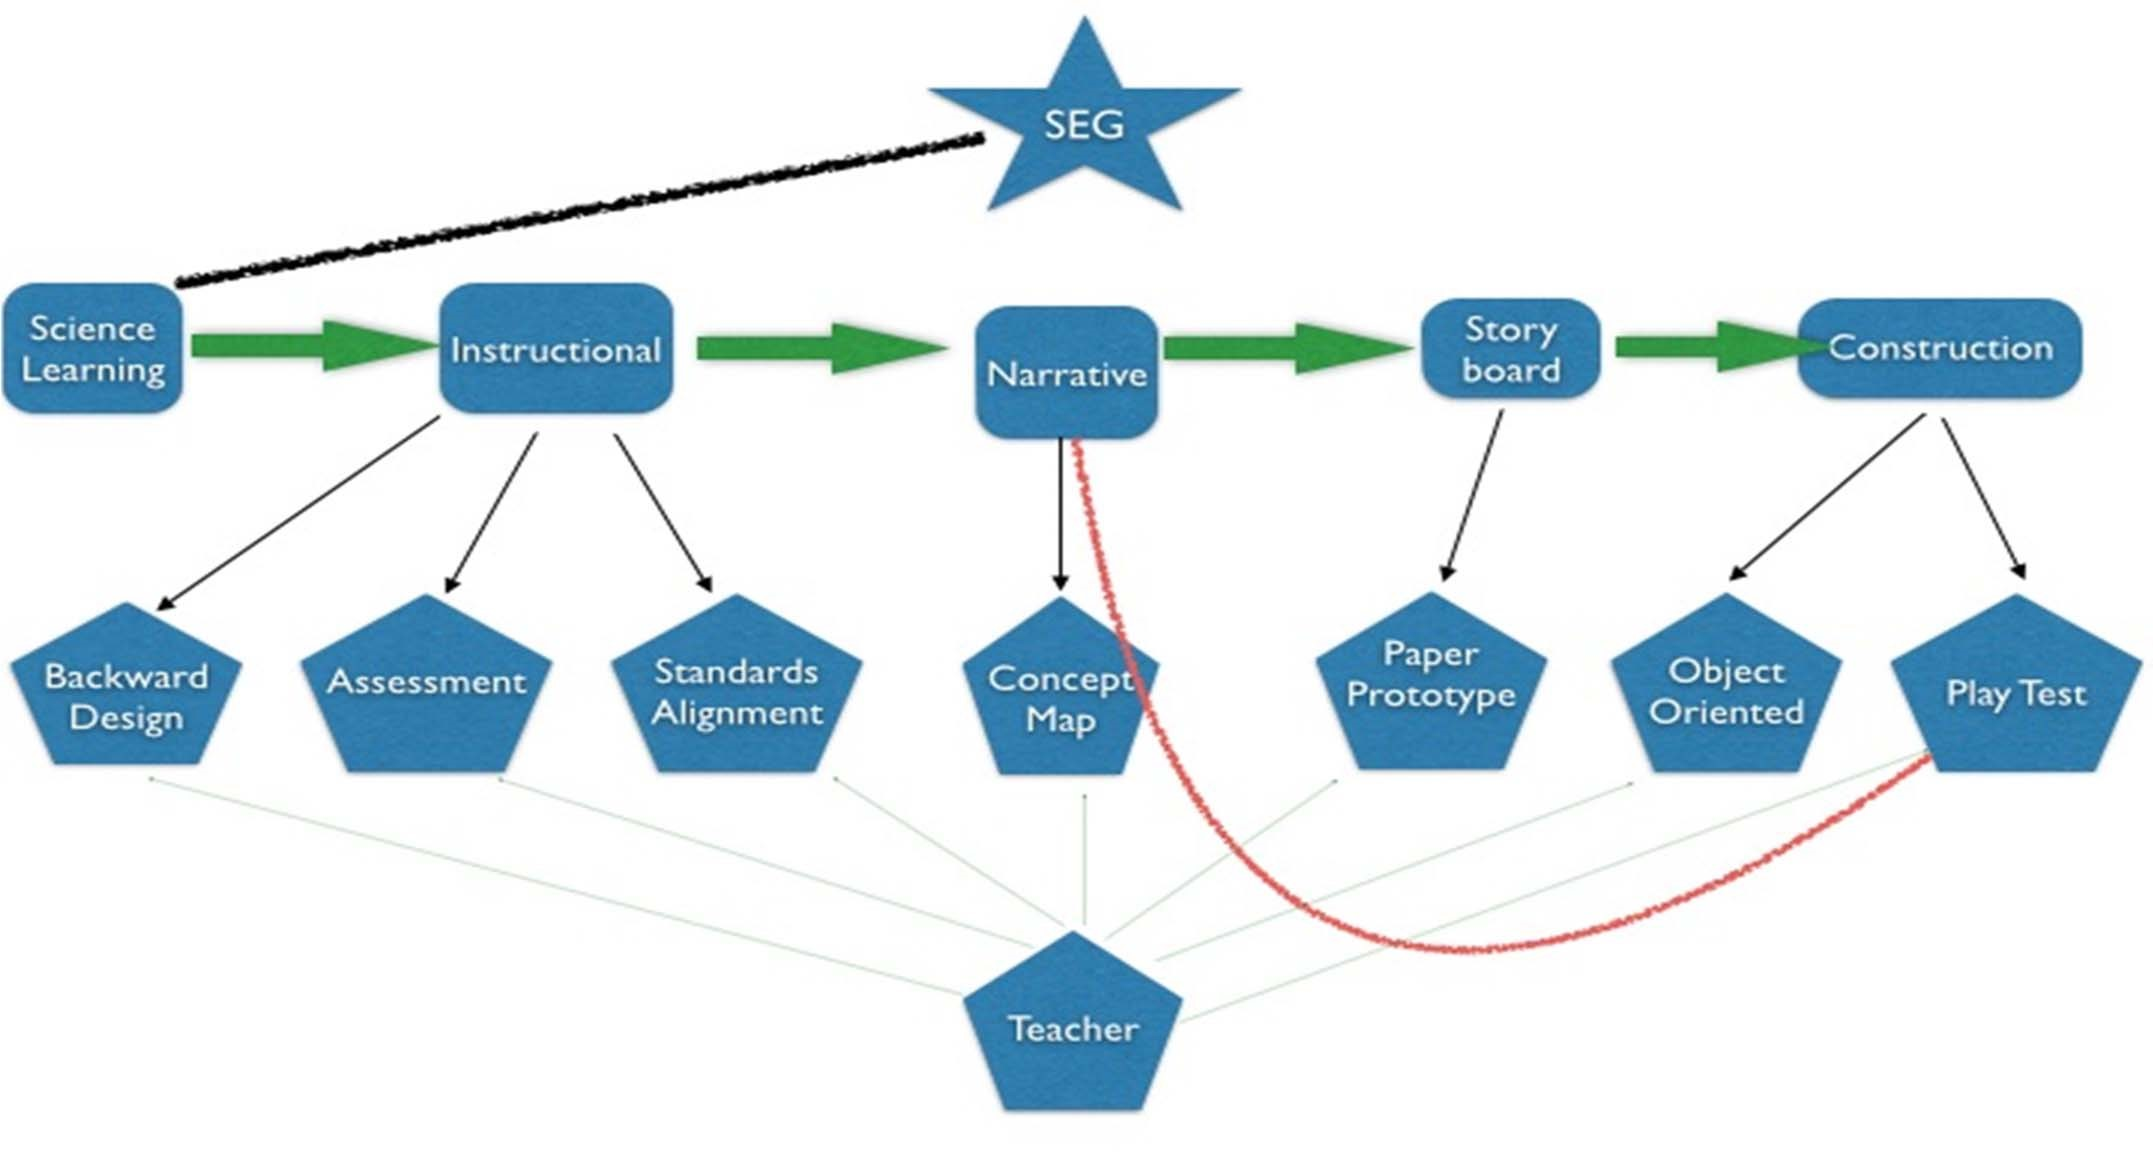 SEG
Science
Learning
Instructional
Narrative
Story
board
Construction
Backward
Design
Assessment
Standards
Alignment
Concept
Map
Paper
Prototype
Object
Oriented
Play Test
Teacher